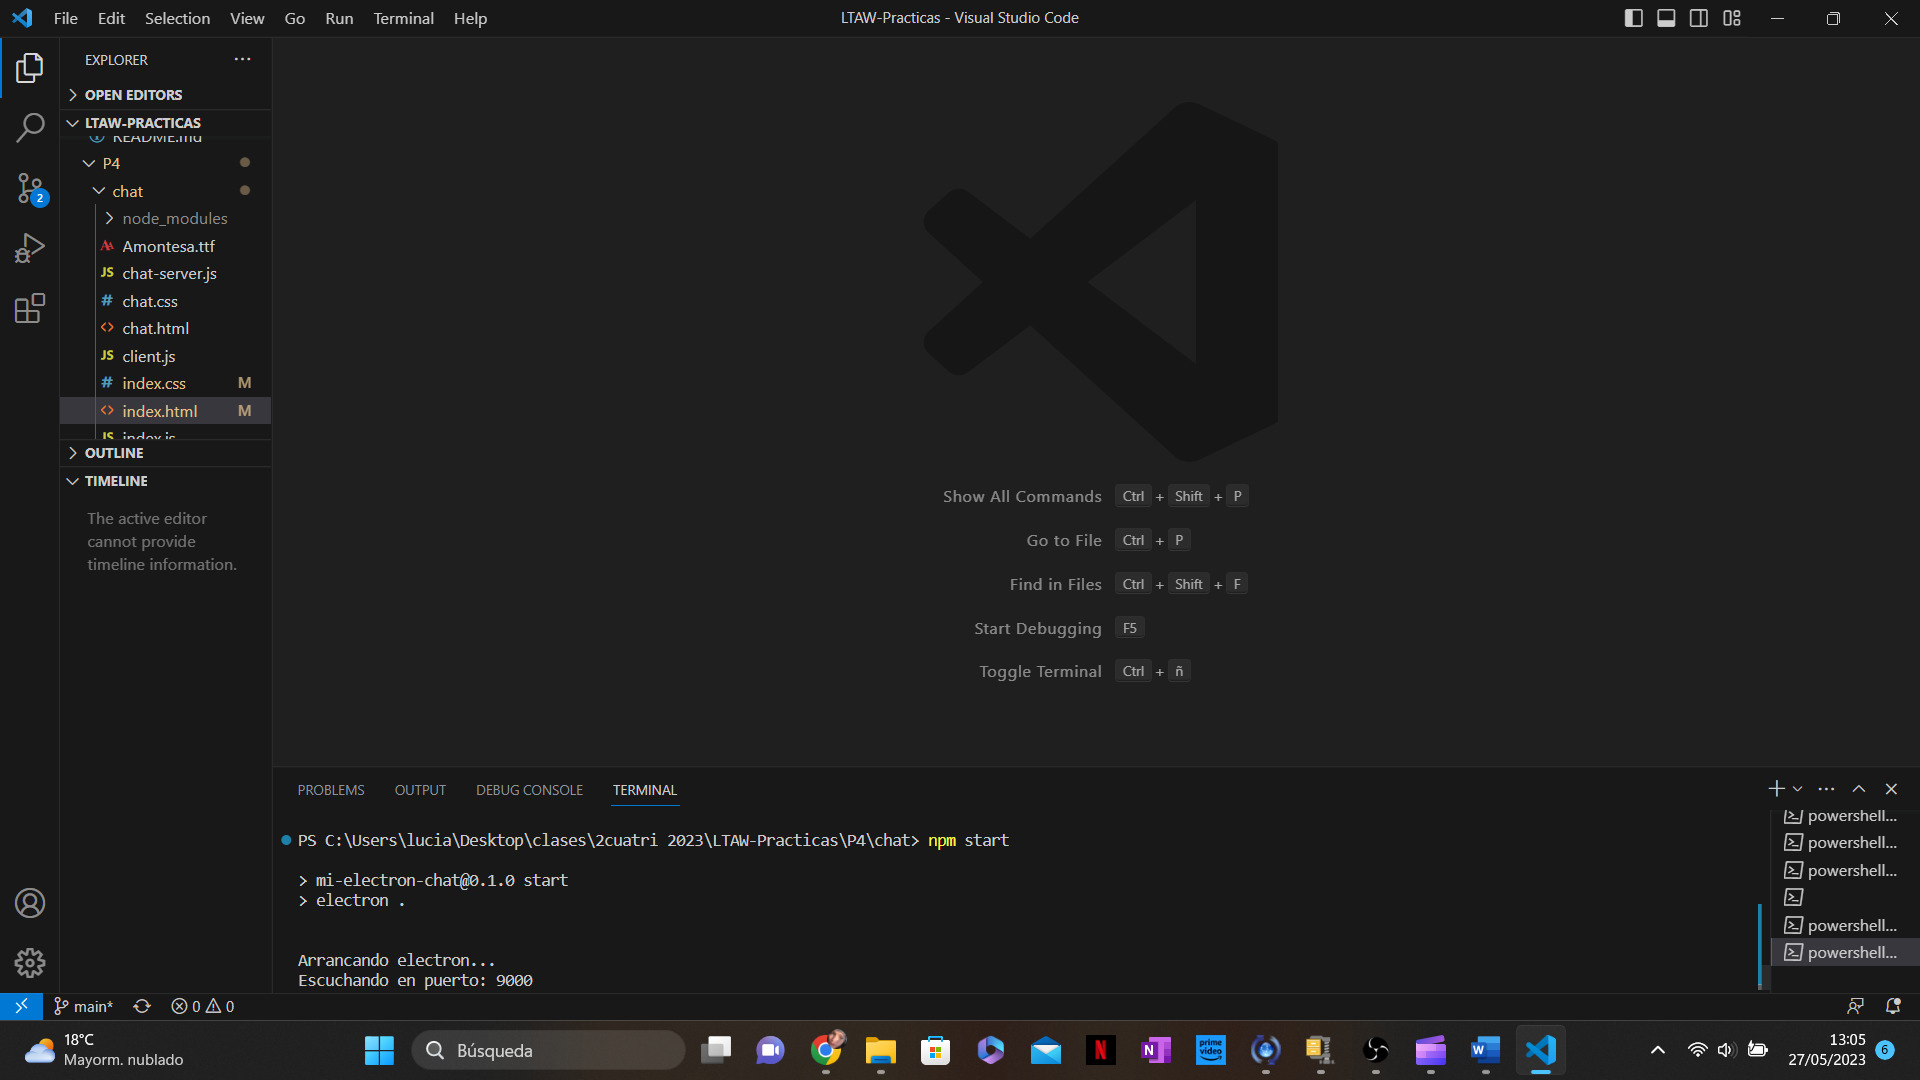 File Edit Selection View Go Run Terminal Help
LTAW-Practicas - Visual Studio Code
EXPLORER
OPEN EDITORS
LTAW-PRACTICAS
README.md
P4
chat
node_modules
Amontesa.ttf
JS chat-server.js
# chat.css
<> chat.html
JS client.js
# index.css M
<> index.html M
JS index.js
OUTLINE
TIMELINE
The active editor
cannot provide
timeline information.
2
Show All Commands Ctrl + Shift + P
Go to File Ctrl + P
Find in Files Ctrl + Shift + F
Start Debugging F5
Toggle Terminal Ctrl + ñ
PROBLEMS OUTPUT DEBUG CONSOLE TERMINAL
PS C:\Users\lucia\Desktop\clases\2cuatri 2023\LTAW-Practicas\P4\chat> npm start
> mi-electron-chat@0.1.0 start
> electron .
Arrancando electron...
Escuchando en puerto: 9000
powershell...
powershell...
powershell...
powershell...
powershell...
main* 0 0
18°C
Mayorm. nublado
Búsqueda
N
N
prime video
W
13:05
27/05/2023
6